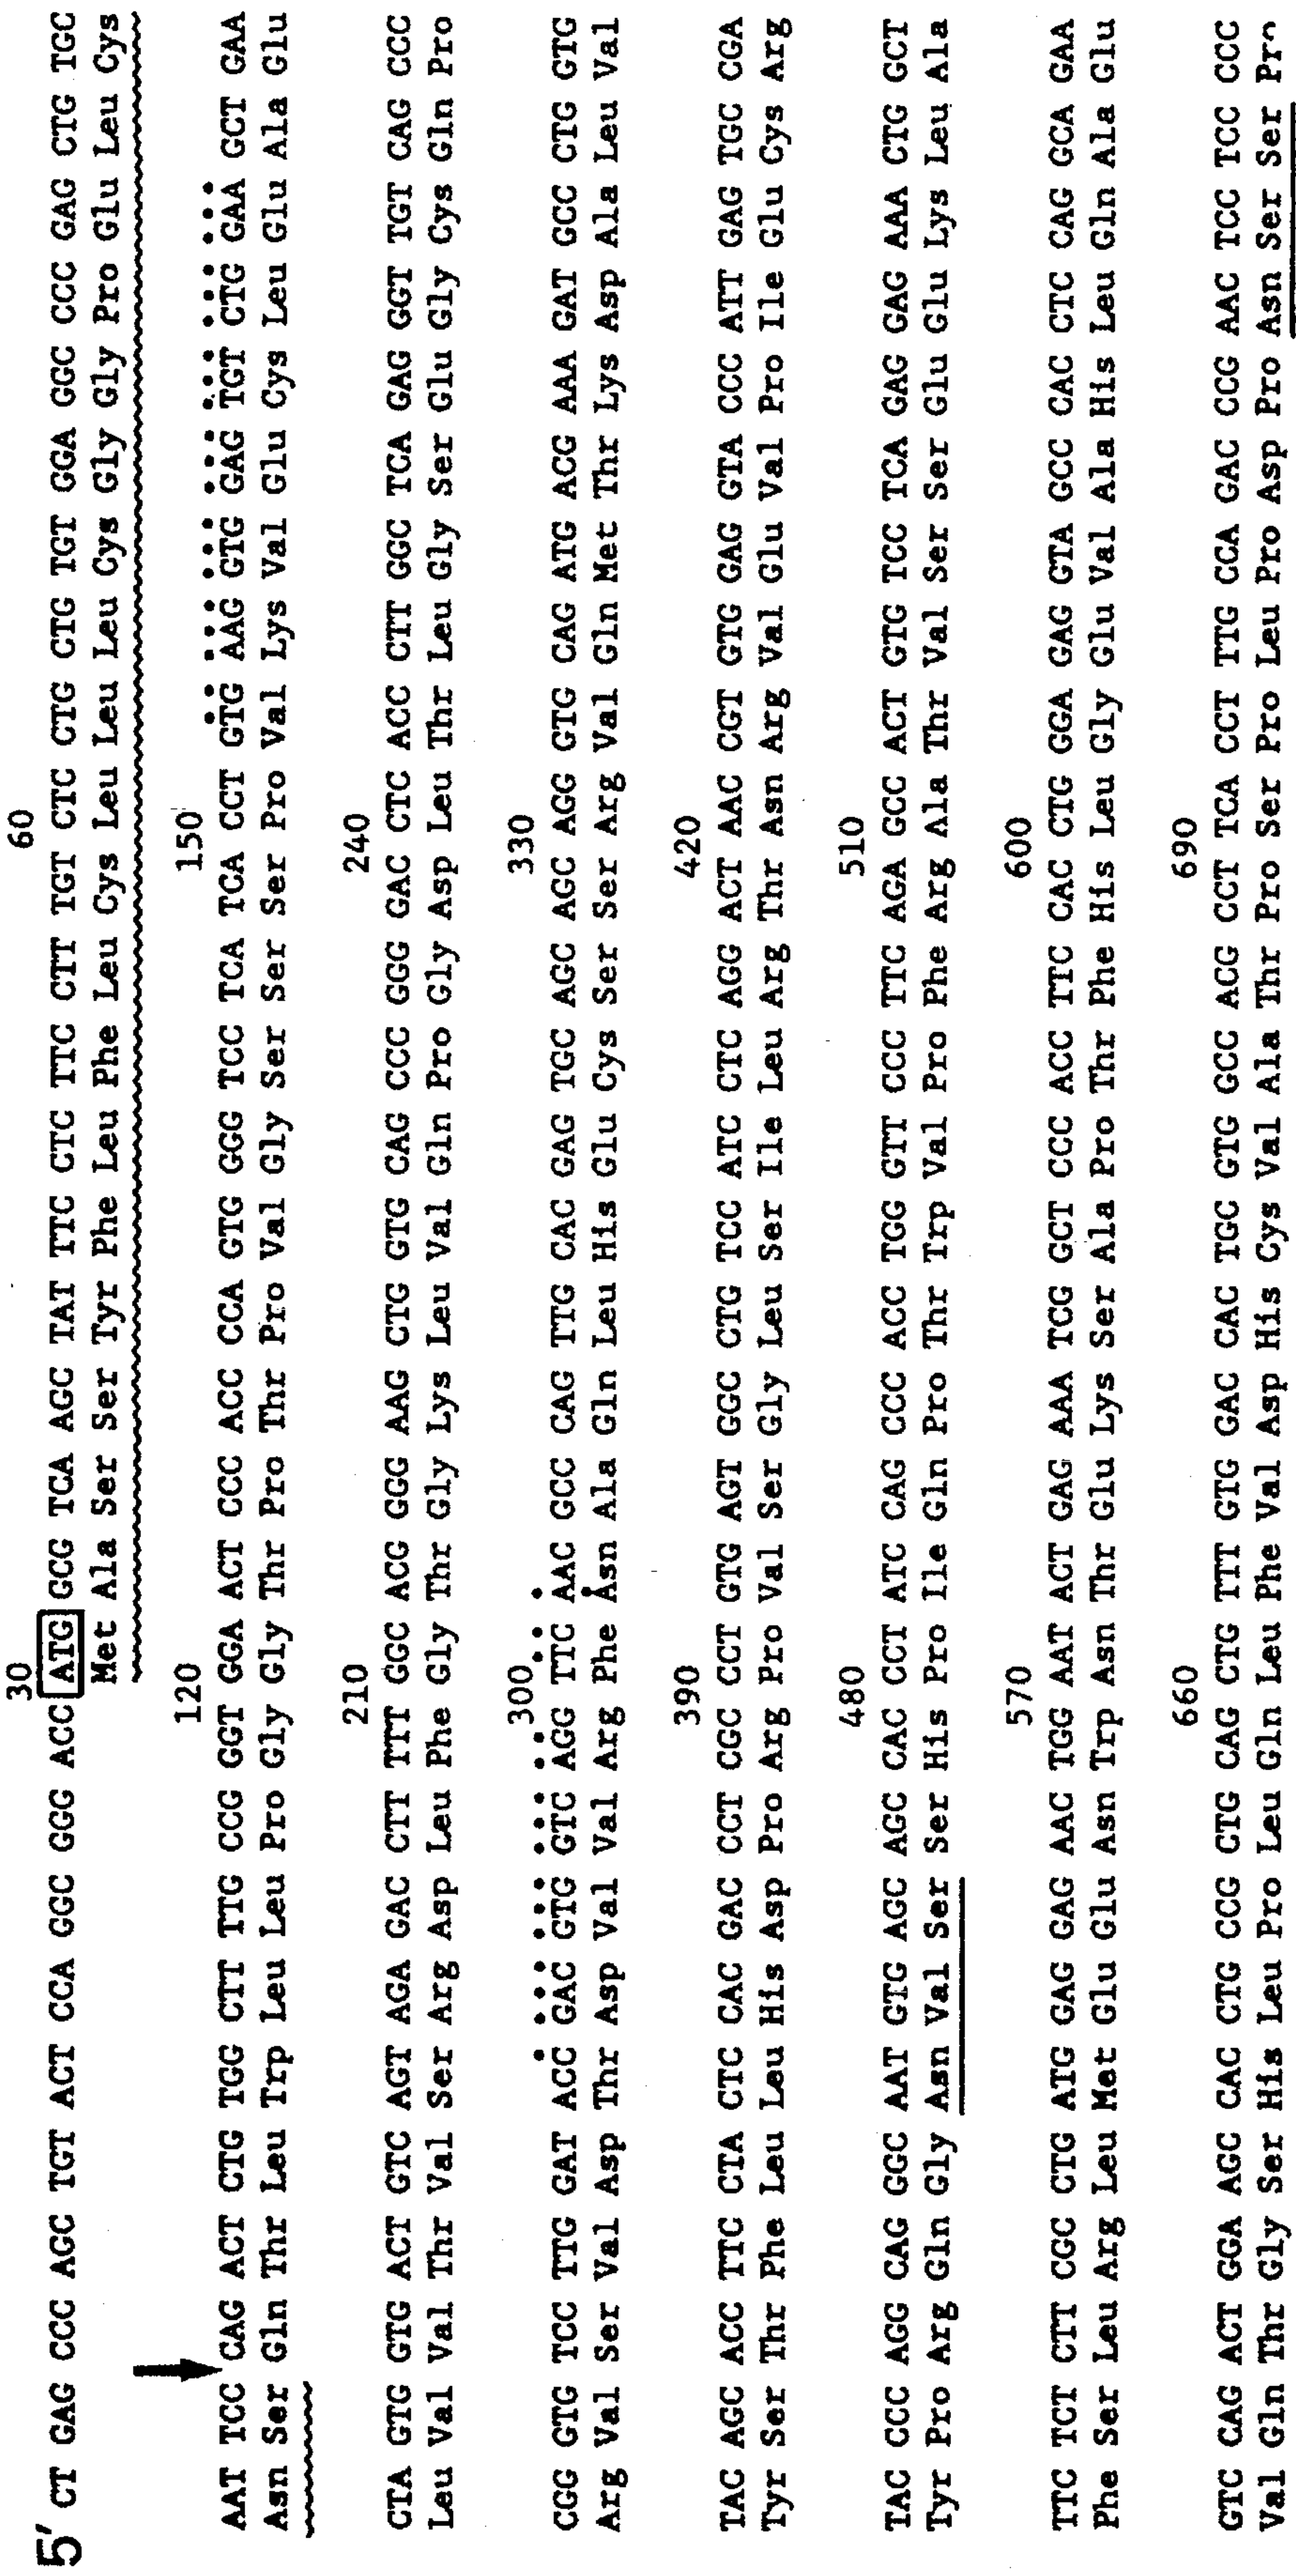 30 60
5' CT GAG CCC AGC TGT ACT CCA GGC GGG ACC ATG GCG TCA AGC TAT TTC CTC TTC CTT TGT CTC CTG CTG TGT GGA GGC CCC GAG CTG TGC
Met Ala Ser Ser Tyr Phe Leu Phe Leu Cys Leu Leu Leu Cys Gly Gly Pro Glu Leu Cys
120 150
AAT TCC CAG ACT CTG TGG CTT TTG CCG GGT GGA ACT CCC ACC CCA GTG GGG TCC TCA TCA CCT GTG AAG GTG GAG TGT CTG GAA GCT GAA
Asn Ser Gln Thr Leu Trp Leu Leu Pro Gly Gly Thr Pro Thr Pro Val Gly Ser Ser Ser Pro Val Lys Val Glu Cys Leu Glu Ala Glu
210 240
CTA GTG GTG ACT GTC AGT AGA GAC CTT TTT GGC ACG GGG AAG CTG GTG CAG CCC GGG GAC CTC ACC CTT GGC TCA GAG GGT TGT CAG CCC
Leu Val Val Thr Val Ser Arg Asp Leu Phe Gly Thr Gly Lys Leu Val Gln Pro Gly Asp Leu Thr Leu Gly Ser Glu Gly Cys Gln Pro
300 330
CGG GTG TCC TTG GAT ACC GAC GTG GTC AGG TTC AAC GCC CAG TTG CAC GAG TGC AGC AGC AGG GTG CAG ATG ACG AAA GAT GCC CTG GTG
Arg Val Ser Val Asp Thr Asp Val Val Arg Phe Asn Ala Gln Leu His Glu Cys Ser Ser Arg Val Gln Met Thr Lys Asp Ala Leu Val
390 420
TAC AGC ACC TTC CTA CTC CAC GAC CCT CGC CCT GTG AGT GGC CTG TCC ATC CTC AGG ACT AAC CGT GTG GAG GTA CCC ATT GAG TGC CGA
Tyr Ser Thr Phe Leu Leu His Asp Pro Arg Pro Val Ser Gly Leu Ser Ile Leu Arg Thr Asn Arg Val Glu Val Pro Ile Glu Cys Arg
480 510
TAC CCC AGG CAG GGC AAT GTG AGC AGC CAC CCT ATC CAG CCC ACC TGG GTT CCC TTC AGA GCC ACT GTG TCC TCA GAG GAG AAA CTG GCT
Tyr Pro Arg Gln Gly Asn Val Ser Ser His Pro Ile Gln Pro Thr Trp Val Pro Phe Arg Ala Thr Val Ser Ser Glu Glu Lys Leu Ala
570 600
TTC TCT CTT CGC CTG ATG GAG GAG AAC TGG AAT ACT GAG AAA TCG GCT CCC ACC TTC CAC CTG GGA GAG GTA GCC CAC CTC CAG GCA GAA
Phe Ser Leu Arg Leu Met Glu Glu Asn Trp Asn Thr Glu Lys Ser Ala Pro Thr Phe His Leu Gly Glu Val Ala His Leu Gln Ala Glu
660 690
GTC CAG ACT GGA AGC CAC CTG CCG CTG CAG CTG TTT GTG GAC CAC TGC GTG GCC ACG CCT TCA CCT TTG CCA GAC CCG AAC TCC TCC CCC
Val Gln Thr Gly Ser His Leu Pro Leu Gln Leu Phe Val Asp His Cys Val Ala Thr Pro Ser Pro Leu Pro Asp Pro Asn Ser Ser Pro